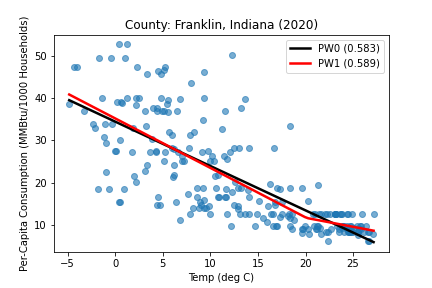 County: Franklin, Indiana (2020)
PW0 (0.583)
PW1 (0.589)
Per-Capita Consumption (MMBtu/1000 Households)
50
40
30
20
10
−5
0
5
10
15
20
25
Temp (deg C)